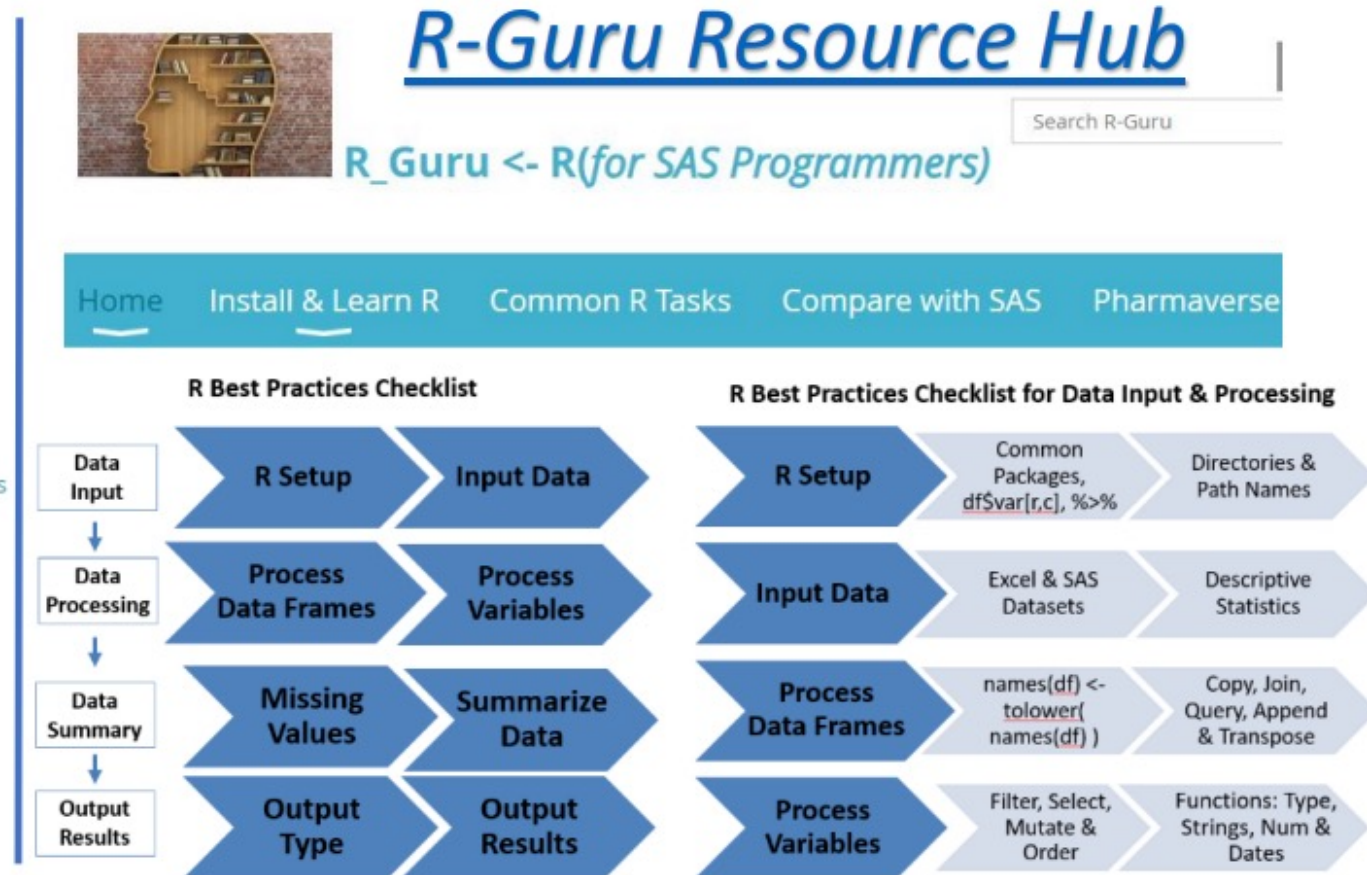 R-Guru Resource Hub
Search R-Guru
R_Guru <- R(for SAS Programmers)
Home Install & Learn R Common R Tasks Compare with SAS Pharmaverse
R Best Practices Checklist
Data
Input
Data
Processing
Data
Summary
Output
Results
R Setup
Input Data
Process
Data Frames
Process
Variables
Missing
Values
Summarize
Data
Output
Type
Output
Results
R Best Practices Checklist for Data Input & Processing
R Setup
Common
Packages,
df$var[r,c], %>%
Directories &
Path Names
Input Data
Excel & SAS
Datasets
Descriptive
Statistics
Process
Data Frames
names(df) <-
tolower(
names(df) )
Copy, Join,
Query, Append
& Transpose
Process
Variables
Filter, Select,
Mutate &
Order
Functions: Type,
Strings, Num &
Dates